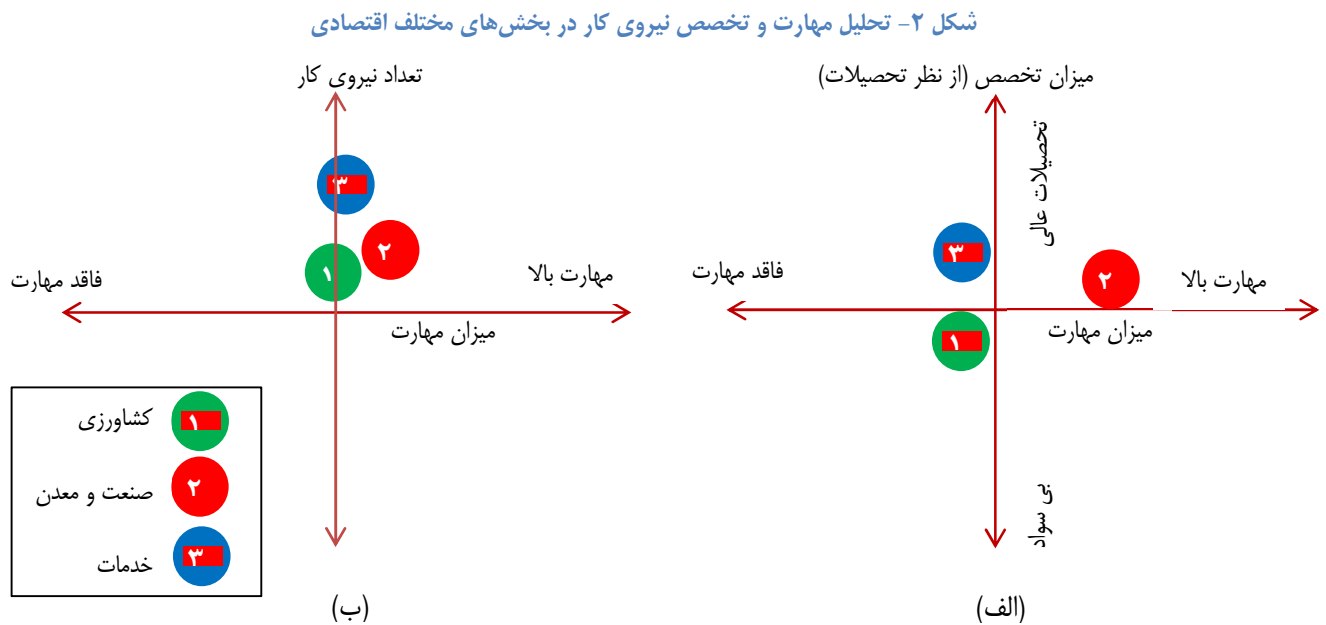 شکل ۲- تحلیل مهارت و تخصص نیروی کار در بخش‌های مختلف اقتصادی
میزان تخصص (از نظر تحصیلات)
تحصیلات عالی
۳
فاقد مهارت
۲
مهارت بالا
میزان مهارت
۱
بی سواد
(الف)
تعداد نیروی کار
۳
۲
۱
مهارت بالا
فاقد مهارت
میزان مهارت
(ب)
۱ کشاورزی
۲ صنعت و معدن
۳ خدمات